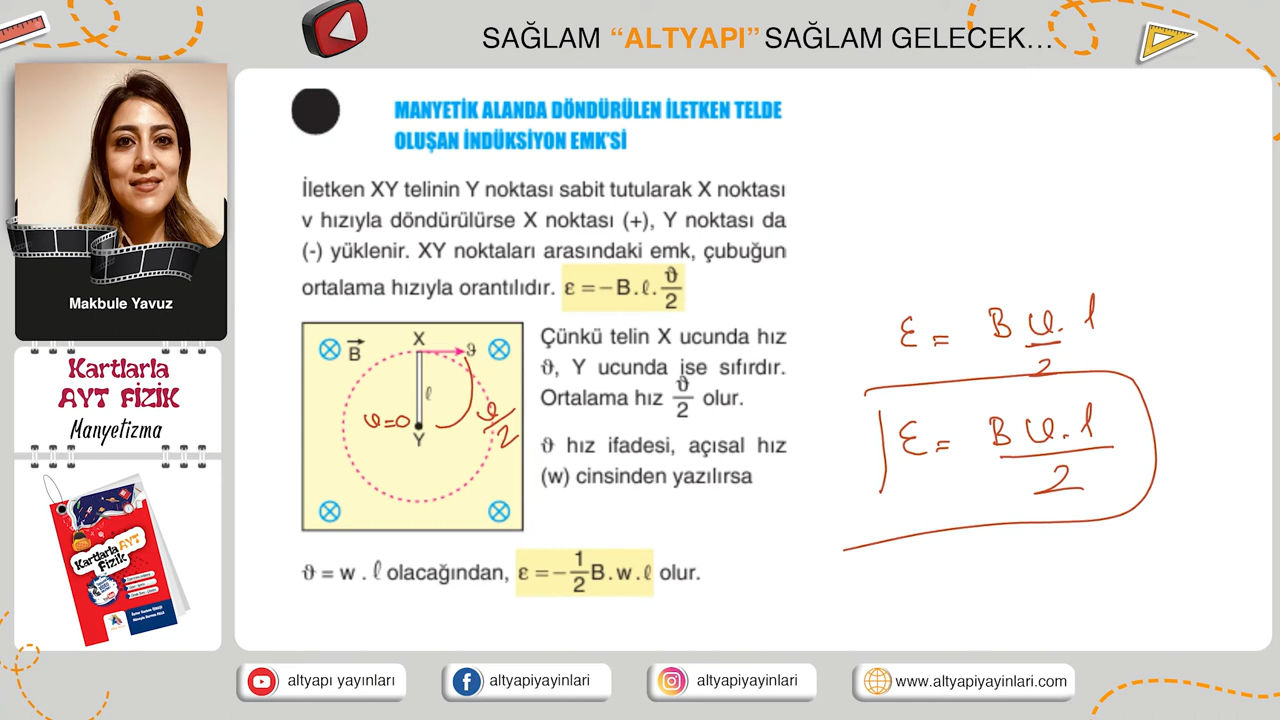 SAĞLAM “ALTYAPI” SAĞLAM GELECEK...
Makbule Yavuz
Kartlarla
AYT FİZİK
Manyetizma
Kartlarla AYT
Fizik
MANYETİK ALANDA DÖNDÜRÜLEN İLETKEN TELDE
OLUŞAN İNDÜKSİYON EMK'Sİ
İletken XY telinin Y noktası sabit tutularak X noktası
v hızıyla döndürülürse X noktası (+), Y noktası da
(-) yüklenir. XY noktaları arasındaki emk, çubuğun
ortalama hızıyla orantılıdır. ε = – B . ℓ . ϑ/2
B X ϑ
ℓ
υ=0 υ/2
Y
Çünkü telin X ucunda hız
ϑ, Y ucunda ise sıfırdır.
Ortalama hız ϑ/2 olur.
ϑ hız ifadesi, açısal hız
(w) cinsinden yazılırsa
ϑ = w . ℓ olacağından, ε = – 1/2 B . w . ℓ olur.
ε = B υ/2 . l
ε = B υ . l / 2
altyapı yayınları
altyapiyayinlari
altyapiyayinlari
www.altyapiyayinlari.com